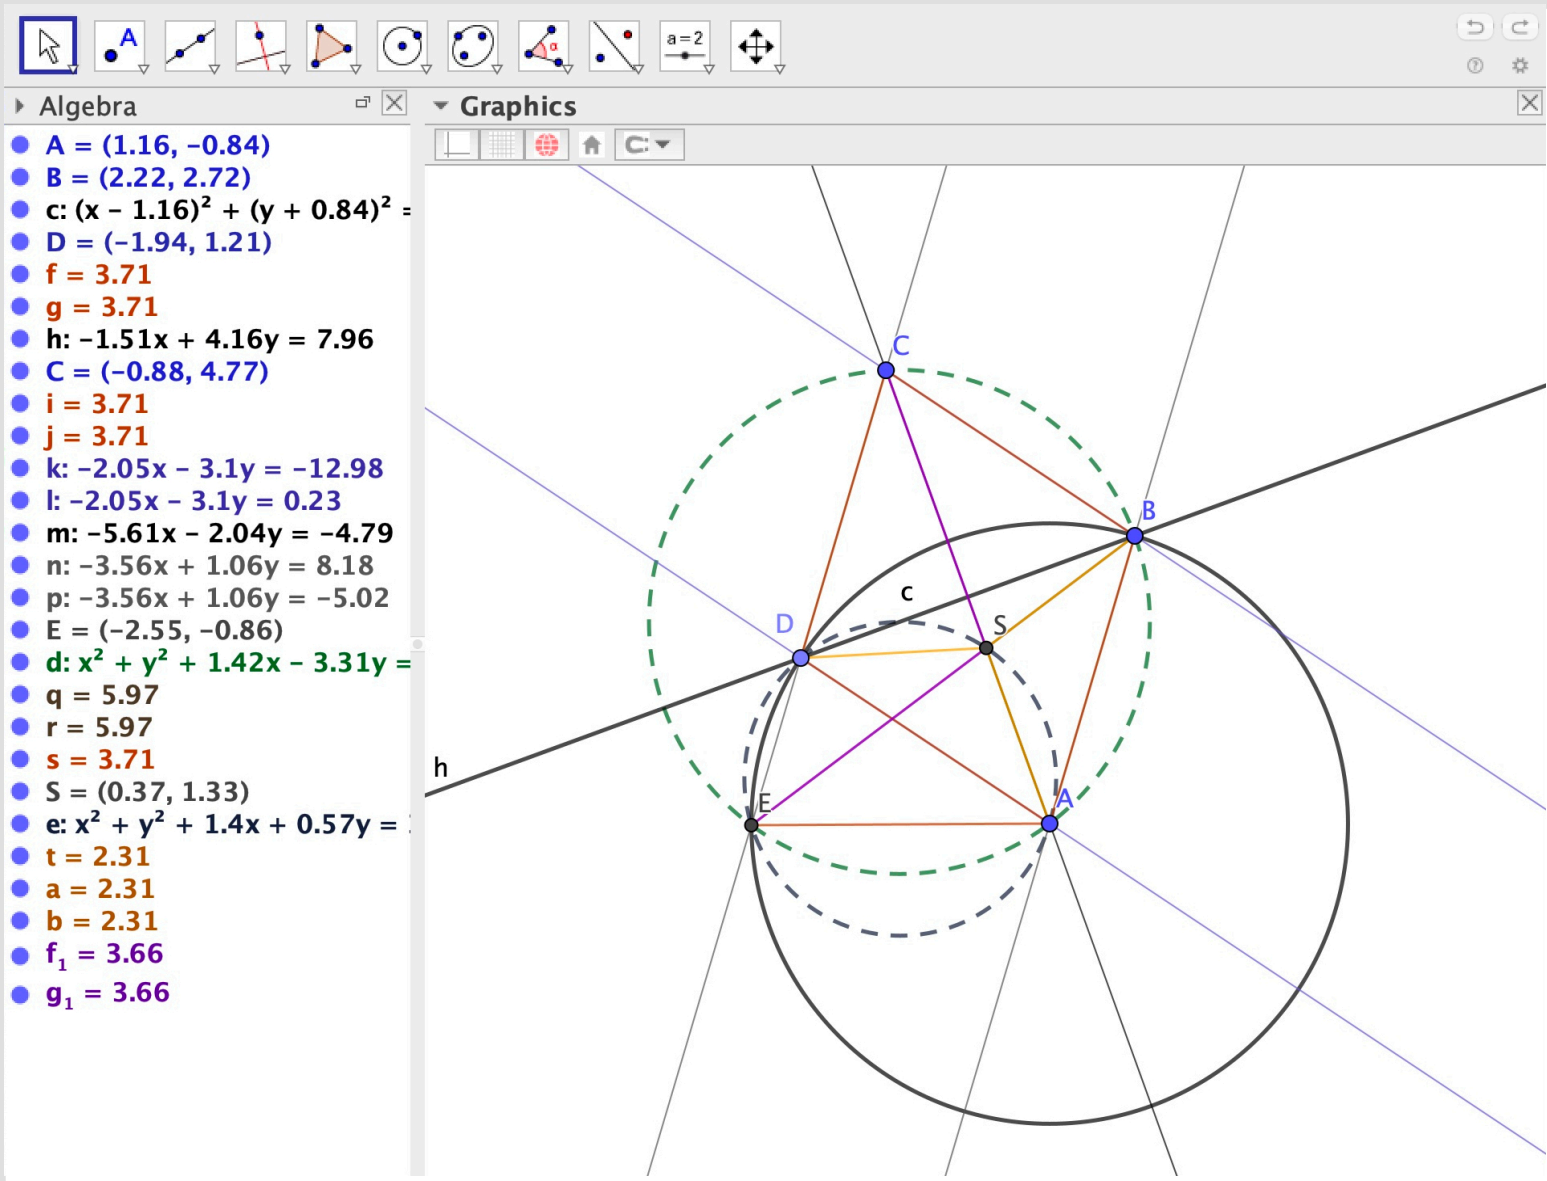 A
α
a=2
Algebra
Graphics
A = (1.16, −0.84)
B = (2.22, 2.72)
c: (x − 1.16)² + (y + 0.84)² =
D = (−1.94, 1.21)
f = 3.71
g = 3.71
h: −1.51x + 4.16y = 7.96
C = (−0.88, 4.77)
i = 3.71
j = 3.71
k: −2.05x − 3.1y = −12.98
l: −2.05x − 3.1y = 0.23
m: −5.61x − 2.04y = −4.79
n: −3.56x + 1.06y = 8.18
p: −3.56x + 1.06y = −5.02
E = (−2.55, −0.86)
d: x² + y² + 1.42x − 3.31y =
q = 5.97
r = 5.97
s = 3.71
S = (0.37, 1.33)
e: x² + y² + 1.4x + 0.57y =
t = 2.31
a = 2.31
b = 2.31
f₁ = 3.66
g₁ = 3.66
C
B
c
D
S
h
E
A